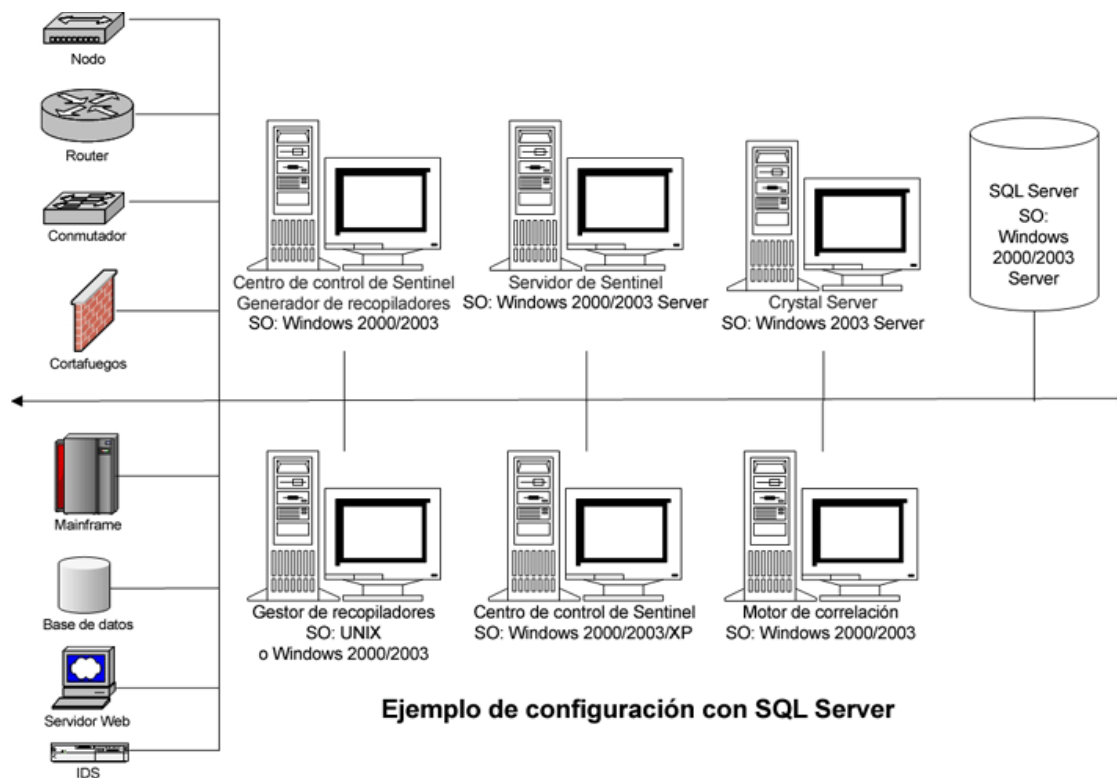 Nodo
Router
Conmutador
Cortafuegos
Centro de control de Sentinel
Generador de recopiladores
SO: Windows 2000/2003
Servidor de Sentinel
SO: Windows 2000/2003 Server
Crystal Server
SO: Windows 2003 Server
SQL Server
SO:
Windows
2000/2003
Server
Mainframe
Base de datos
Servidor Web
IDS
Gestor de recopiladores
SO: UNIX
o Windows 2000/2003
Centro de control de Sentinel
SO: Windows 2000/2003/XP
Motor de correlación
SO: Windows 2000/2003
Ejemplo de configuración con SQL Server